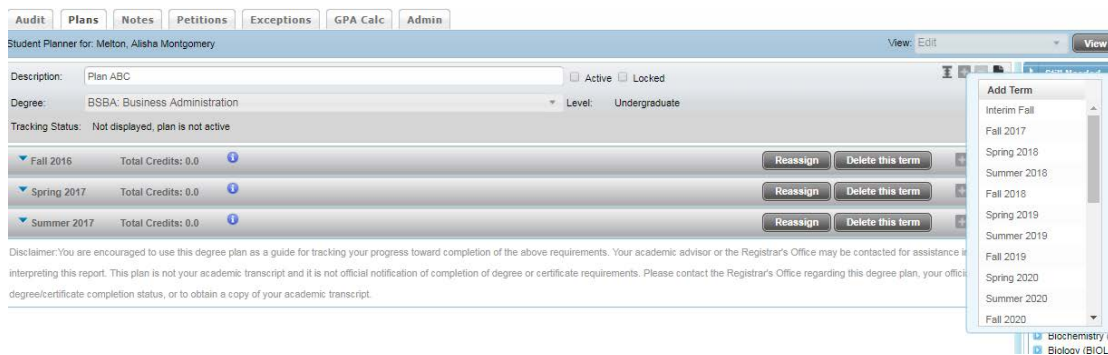 Audit Plans Notes Petitions Exceptions GPA Calc Admin
Student Planner for: Melton, Alisha Montgomery View: Edit View
Description: Plan ABC Active Locked
Degree: BSBA: Business Administration Level: Undergraduate
Tracking Status: Not displayed, plan is not active
Fall 2016 Total Credits: 0.0 Reassign Delete this term
Spring 2017 Total Credits: 0.0 Reassign Delete this term
Summer 2017 Total Credits: 0.0 Reassign Delete this term
Disclaimer:You are encouraged to use this degree plan as a guide for tracking your progress toward completion of the above requirements. Your academic advisor or the Registrar's Office may be contacted for assistance
interpreting this report. This plan is not your academic transcript and it is not official notification of completion of degree or certificate requirements. Please contact the Registrar's Office regarding this degree plan, your
degree/certificate completion status, or to obtain a copy of your academic transcript.
Add Term
Interim Fall
Fall 2017
Spring 2018
Summer 2018
Fall 2018
Spring 2019
Summer 2019
Fall 2019
Spring 2020
Summer 2020
Fall 2020
Biochemistry
Biology (BIOL